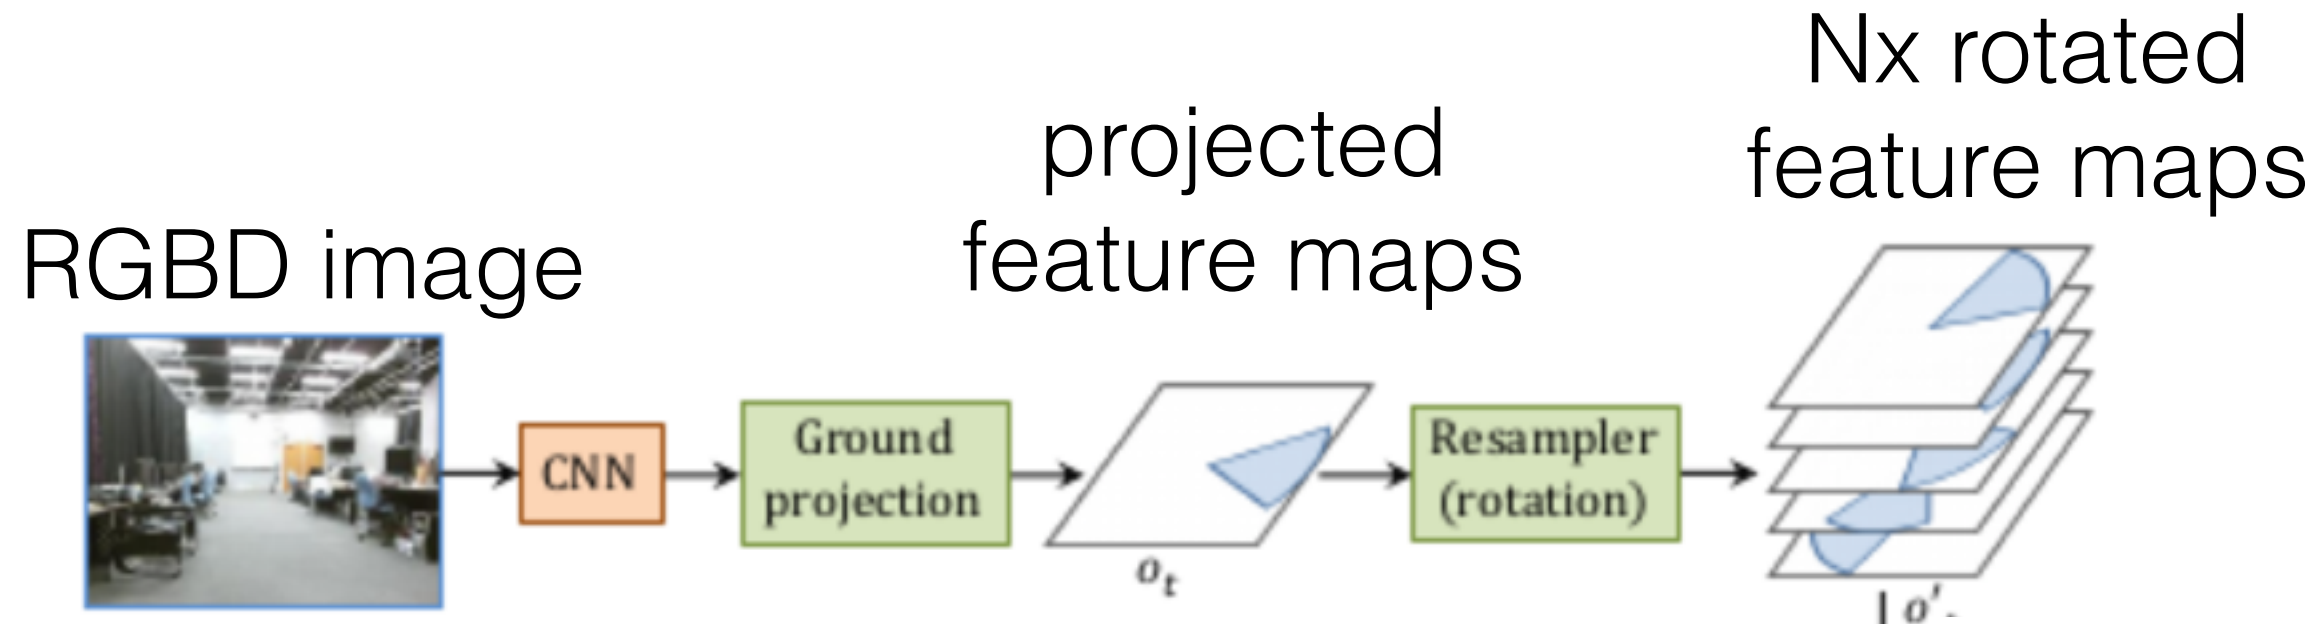 RGBD image
projected
feature maps
Nx rotated
feature maps
CNN
Ground
projection
o_t
Resampler
(rotation)